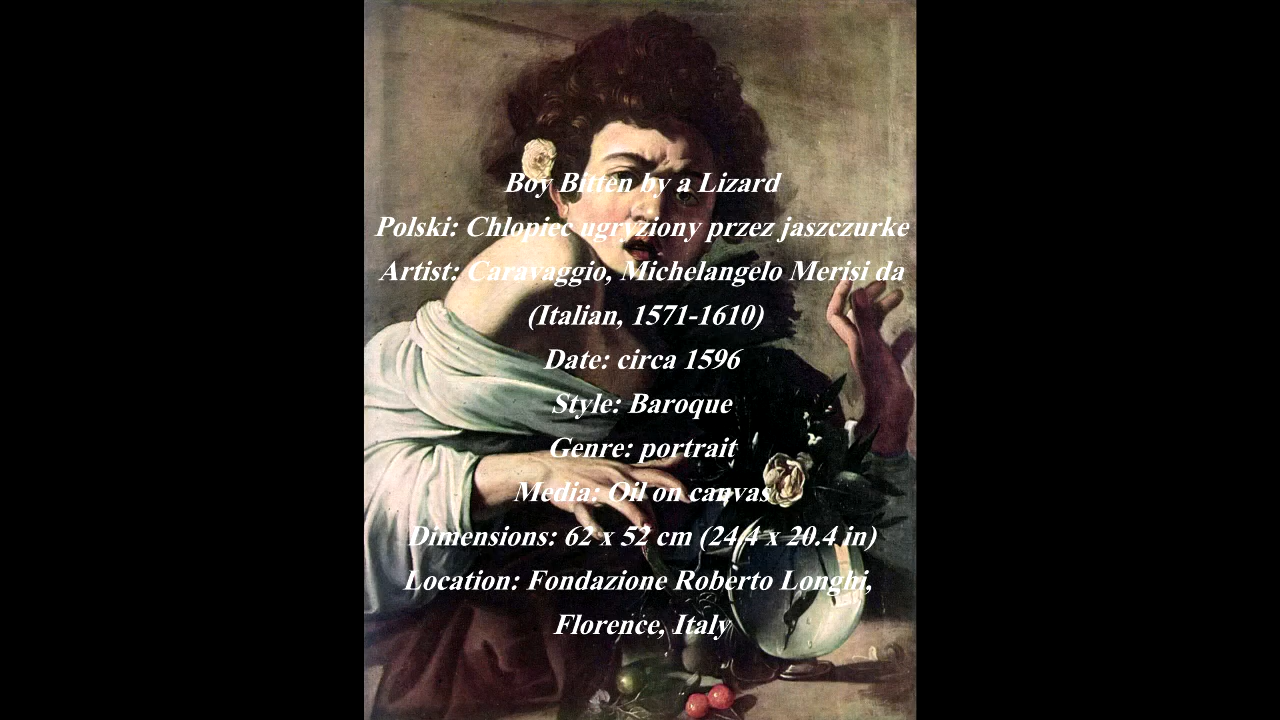 Boy Bitten by a Lizard
Polski: Chlopiec ugryziony przez jaszczurke
Artist: Caravaggio, Michelangelo Merisi da
(Italian, 1571-1610)
Date: circa 1596
Style: Baroque
Genre: portrait
Media: Oil on canvas
Dimensions: 62 x 52 cm (24.4 x 20.4 in)
Location: Fondazione Roberto Longhi,
Florence, Italy